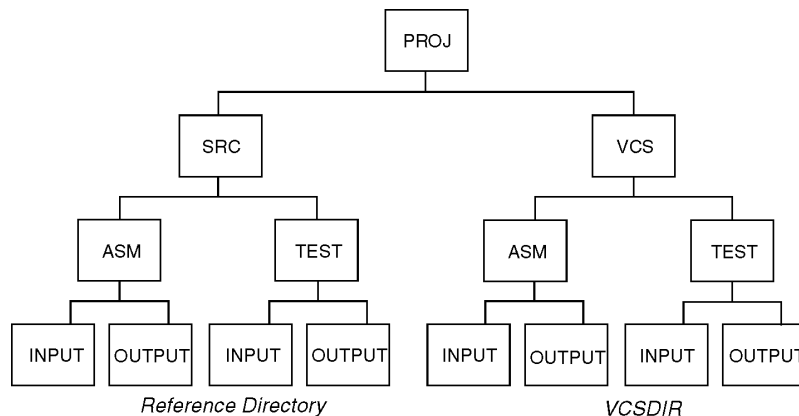 PROJ
SRC
VCS
ASM
TEST
ASM
TEST
INPUT
OUTPUT
INPUT
OUTPUT
INPUT
OUTPUT
INPUT
OUTPUT
Reference Directory
VCSDIR